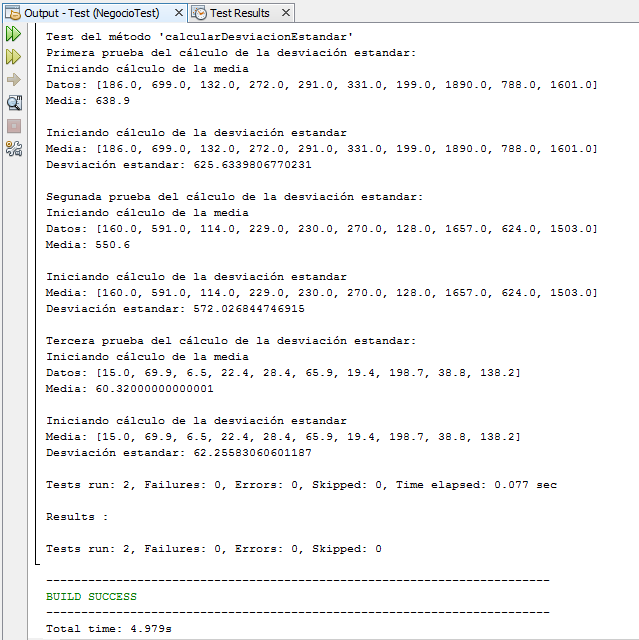 Output - Test (NegocioTest)
Test Results
Test del método 'calcularDesviacionEstandar'
Primera prueba del cálculo de la desviación estandar:
Iniciando cálculo de la media
Datos: [186.0, 699.0, 132.0, 272.0, 291.0, 331.0, 199.0, 1890.0, 788.0, 1601.0]
Media: 638.9
Iniciando cálculo de la desviación estandar
Media: [186.0, 699.0, 132.0, 272.0, 291.0, 331.0, 199.0, 1890.0, 788.0, 1601.0]
Desviación estandar: 625.6339806770231
Segunada prueba del cálculo de la desviación estandar:
Iniciando cálculo de la media
Datos: [160.0, 591.0, 114.0, 229.0, 230.0, 270.0, 128.0, 1657.0, 624.0, 1503.0]
Media: 550.6
Iniciando cálculo de la desviación estandar
Media: [160.0, 591.0, 114.0, 229.0, 230.0, 270.0, 128.0, 1657.0, 624.0, 1503.0]
Desviación estandar: 572.026844746915
Tercera prueba del cálculo de la desviación estandar:
Iniciando cálculo de la media
Datos: [15.0, 69.9, 6.5, 22.4, 28.4, 65.9, 19.4, 198.7, 38.8, 138.2]
Media: 60.32000000000001
Iniciando cálculo de la desviación estandar
Media: [15.0, 69.9, 6.5, 22.4, 28.4, 65.9, 19.4, 198.7, 38.8, 138.2]
Desviación estandar: 62.25583060601187
Tests run: 2, Failures: 0, Errors: 0, Skipped: 0, Time elapsed: 0.077 sec
Results :
Tests run: 2, Failures: 0, Errors: 0, Skipped: 0
------------------------------------------------------------------------
BUILD SUCCESS
------------------------------------------------------------------------
Total time: 4.979s